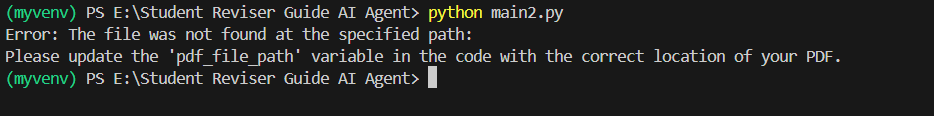 (myvenv) PS E:\Student Reviser Guide AI Agent> python main2.py
Error: The file was not found at the specified path:
Please update the 'pdf_file_path' variable in the code with the correct location of your PDF.
(myvenv) PS E:\Student Reviser Guide AI Agent>